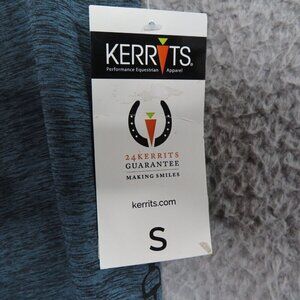 KERRITS.
Performance Equestrian Apparel
24KERRITS
GUARANTEE
MAKING SMILES
kerrits.com
S